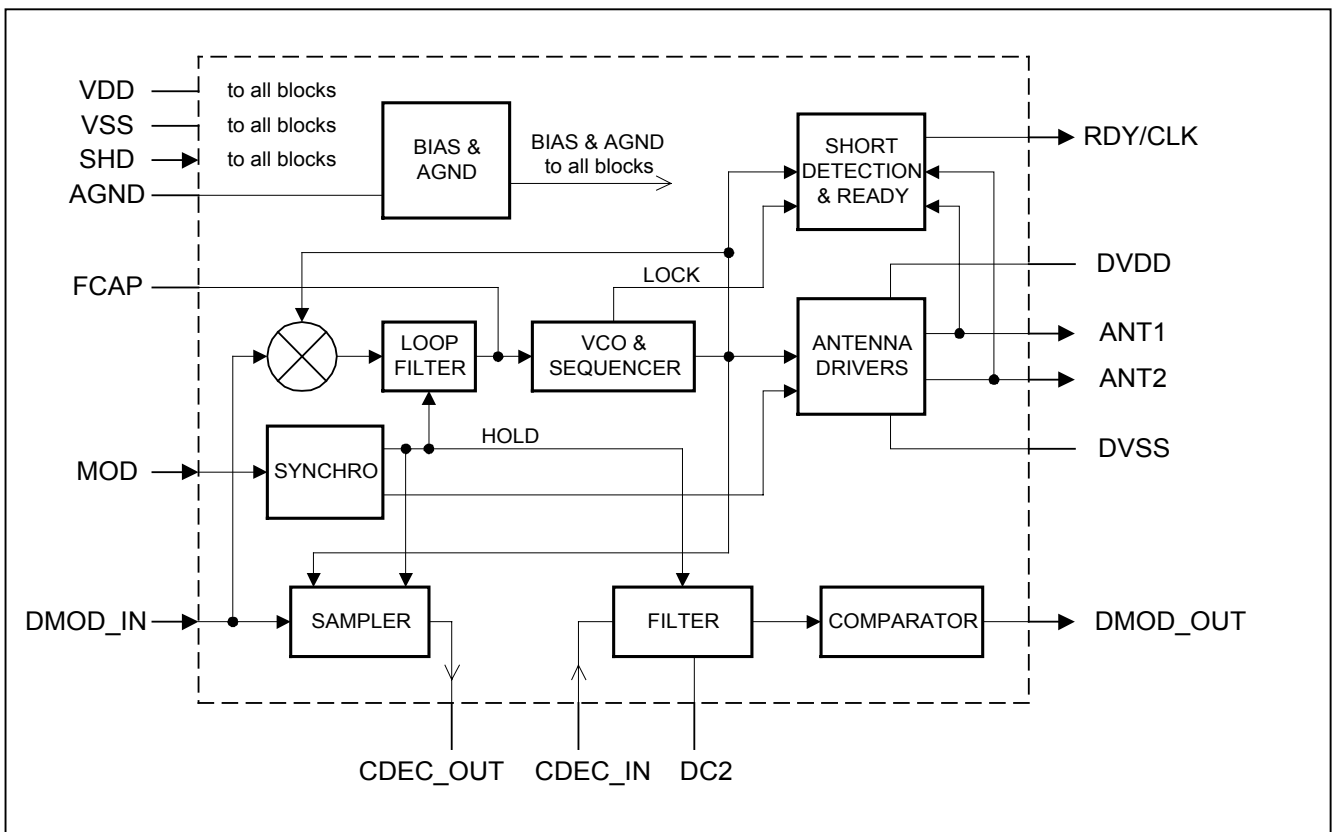 VDD
to all blocks
VSS
to all blocks
SHD
to all blocks
AGND
BIAS &
AGND
BIAS & AGND
to all blocks
SHORT
DETECTION
& READY
RDY/CLK
FCAP
LOCK
DVDD
LOOP
FILTER
VCO &
SEQUENCER
ANTENNA
DRIVERS
ANT1
ANT2
HOLD
DVSS
MOD
SYNCHRO
DMOD_IN
SAMPLER
FILTER
COMPARATOR
DMOD_OUT
CDEC_OUT
CDEC_IN
DC2